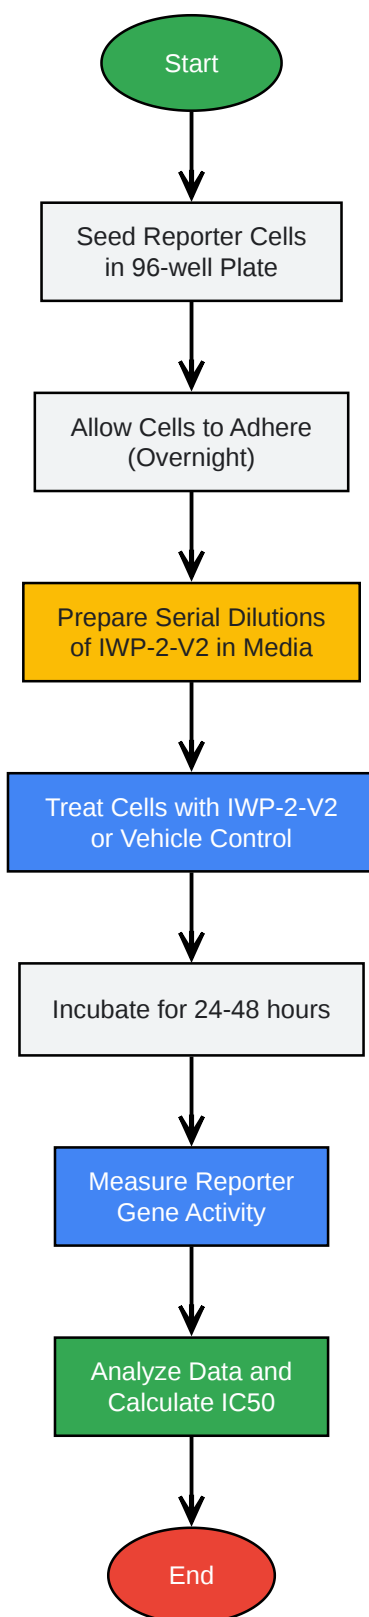 Start
Seed Reporter Cells
in 96-well Plate
Allow Cells to Adhere
(Overnight)
Prepare Serial Dilutions
of IWP-2-V2 in Media
Treat Cells with IWP-2-V2
or Vehicle Control
Incubate for 24-48 hours
Measure Reporter
Gene Activity
Analyze Data and
Calculate IC50
End